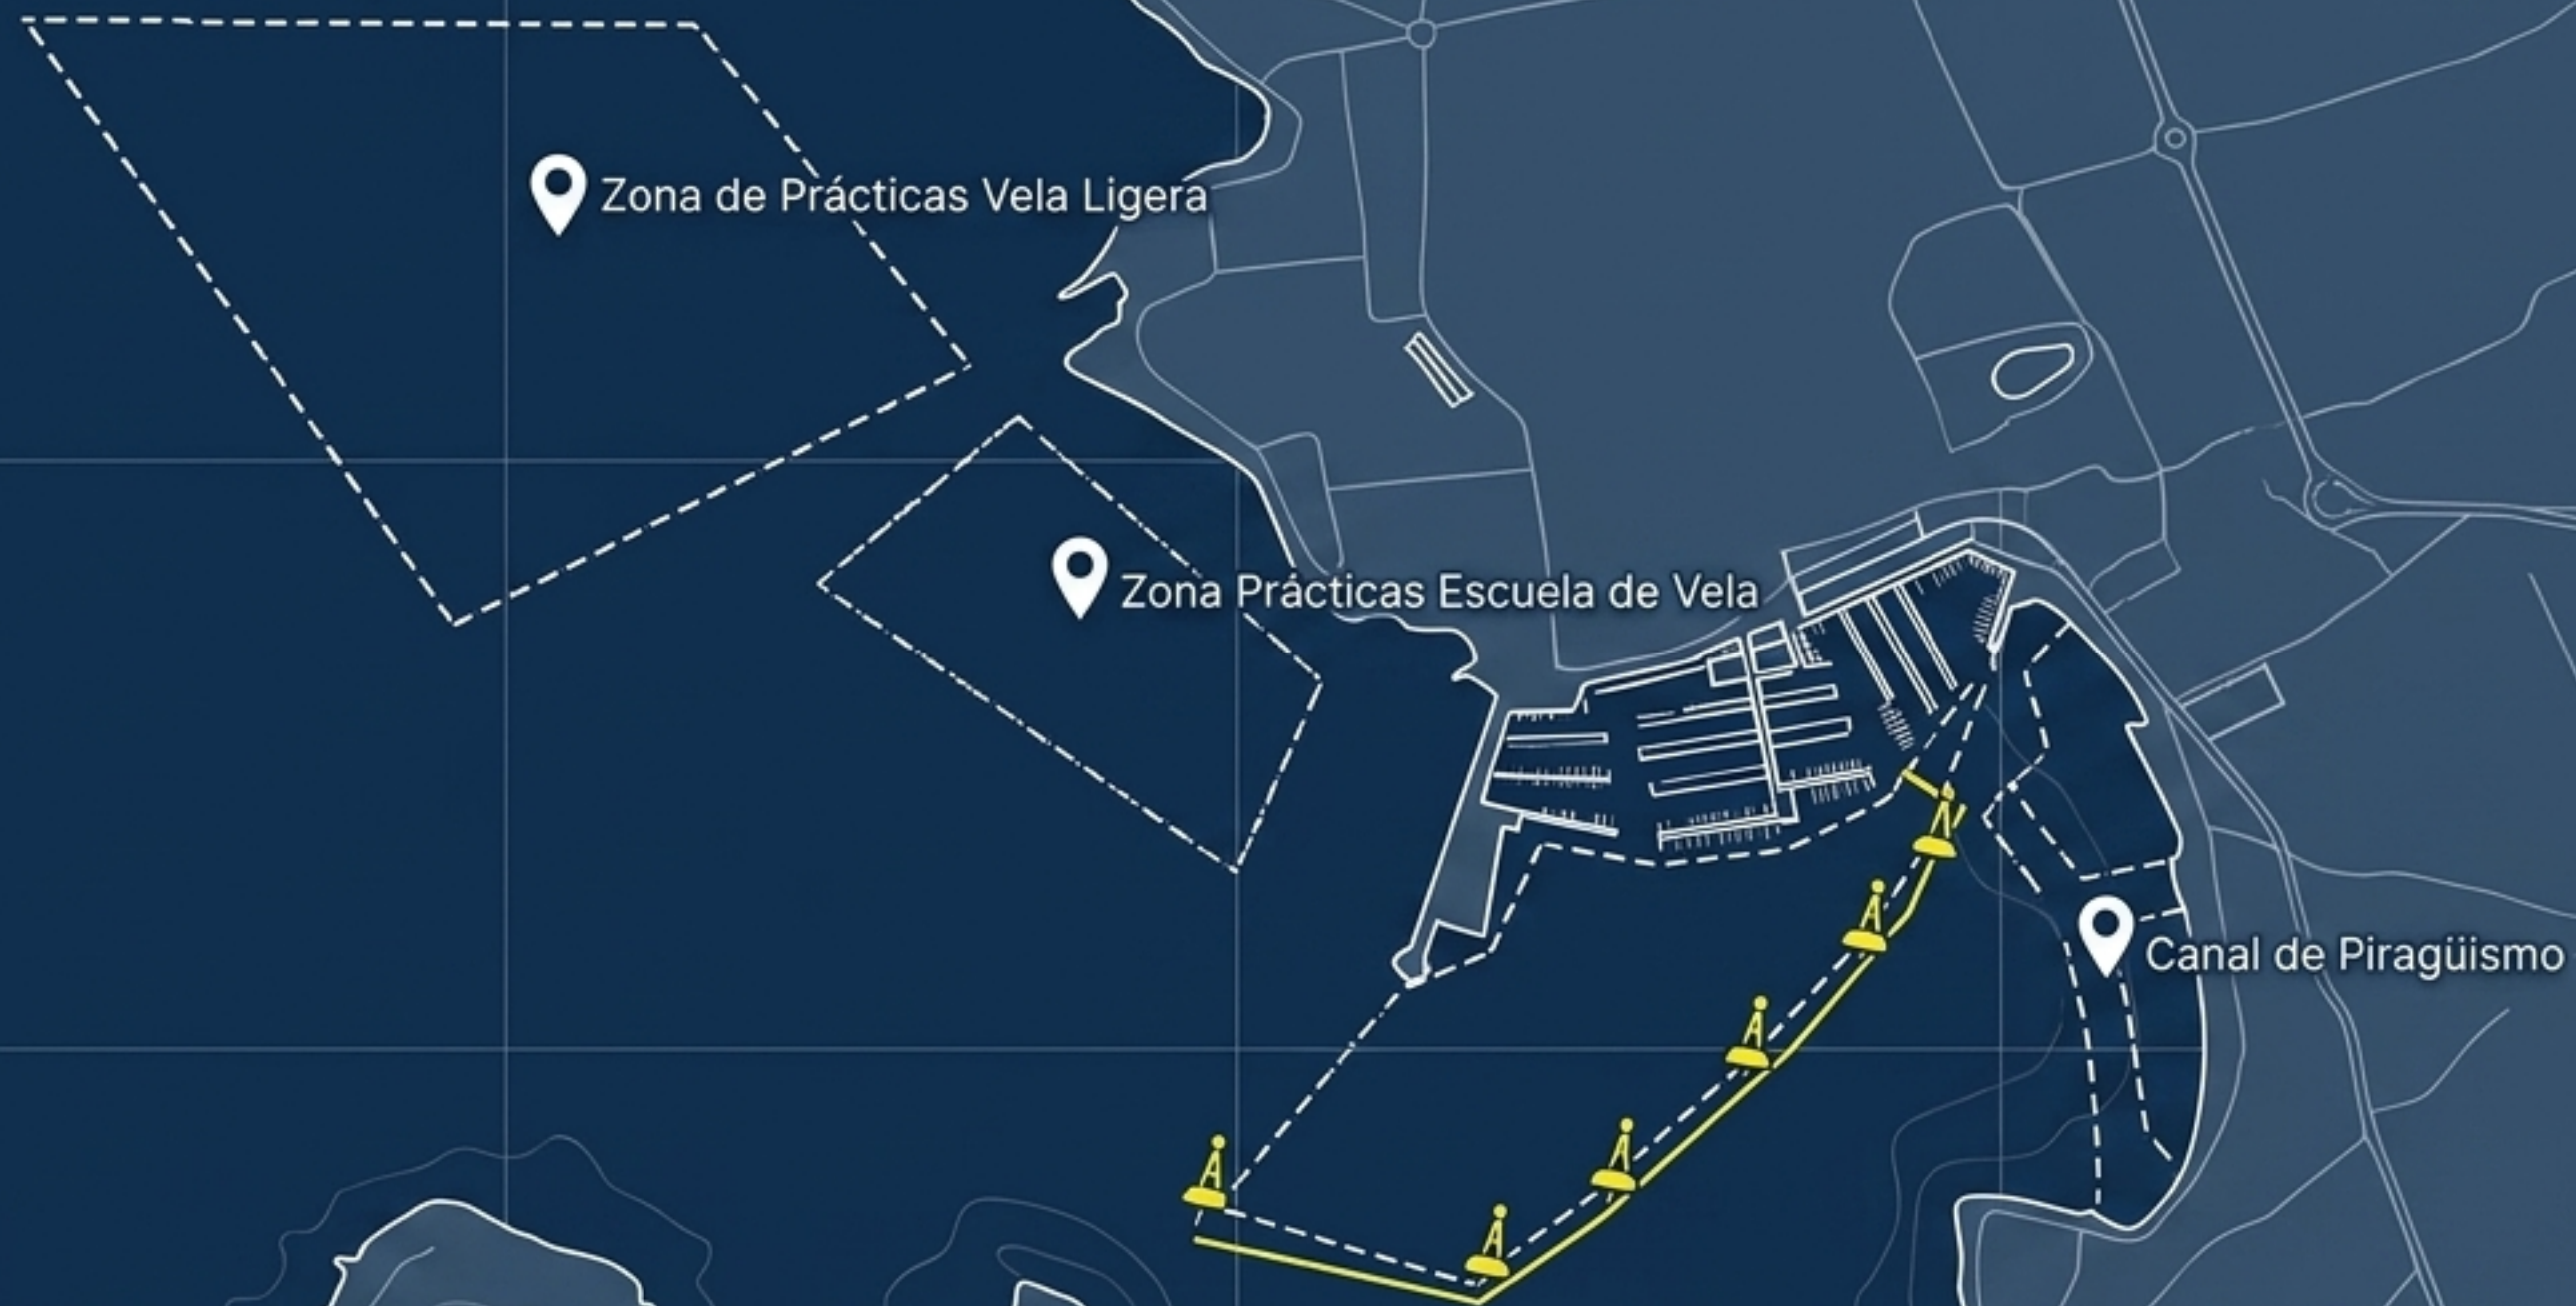 Zona de Prácticas Vela Ligera
Zona Prácticas Escuela de Vela
Canal de Piragüismo